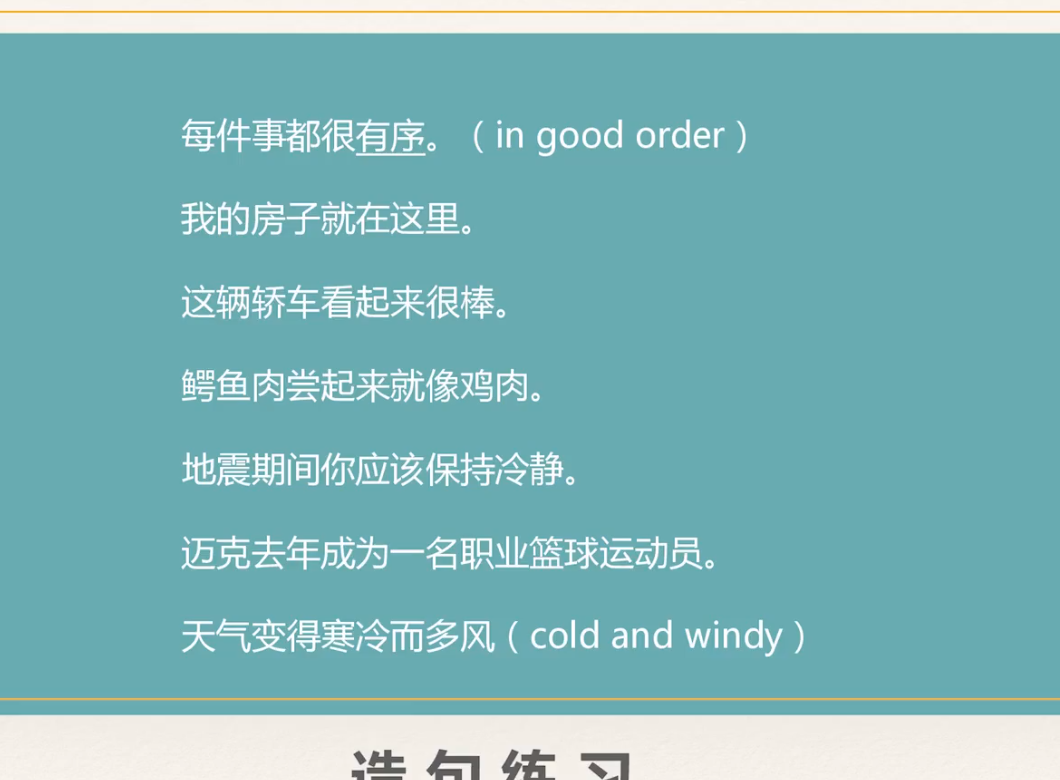 每件事都很有序。（in good order）
我的房子就在这里。
这辆轿车看起来很棒。
鳄鱼肉尝起来就像鸡肉。
地震期间你应该保持冷静。
迈克去年成为一名职业篮球运动员。
天气变得寒冷而多风（cold and windy）
造句练习